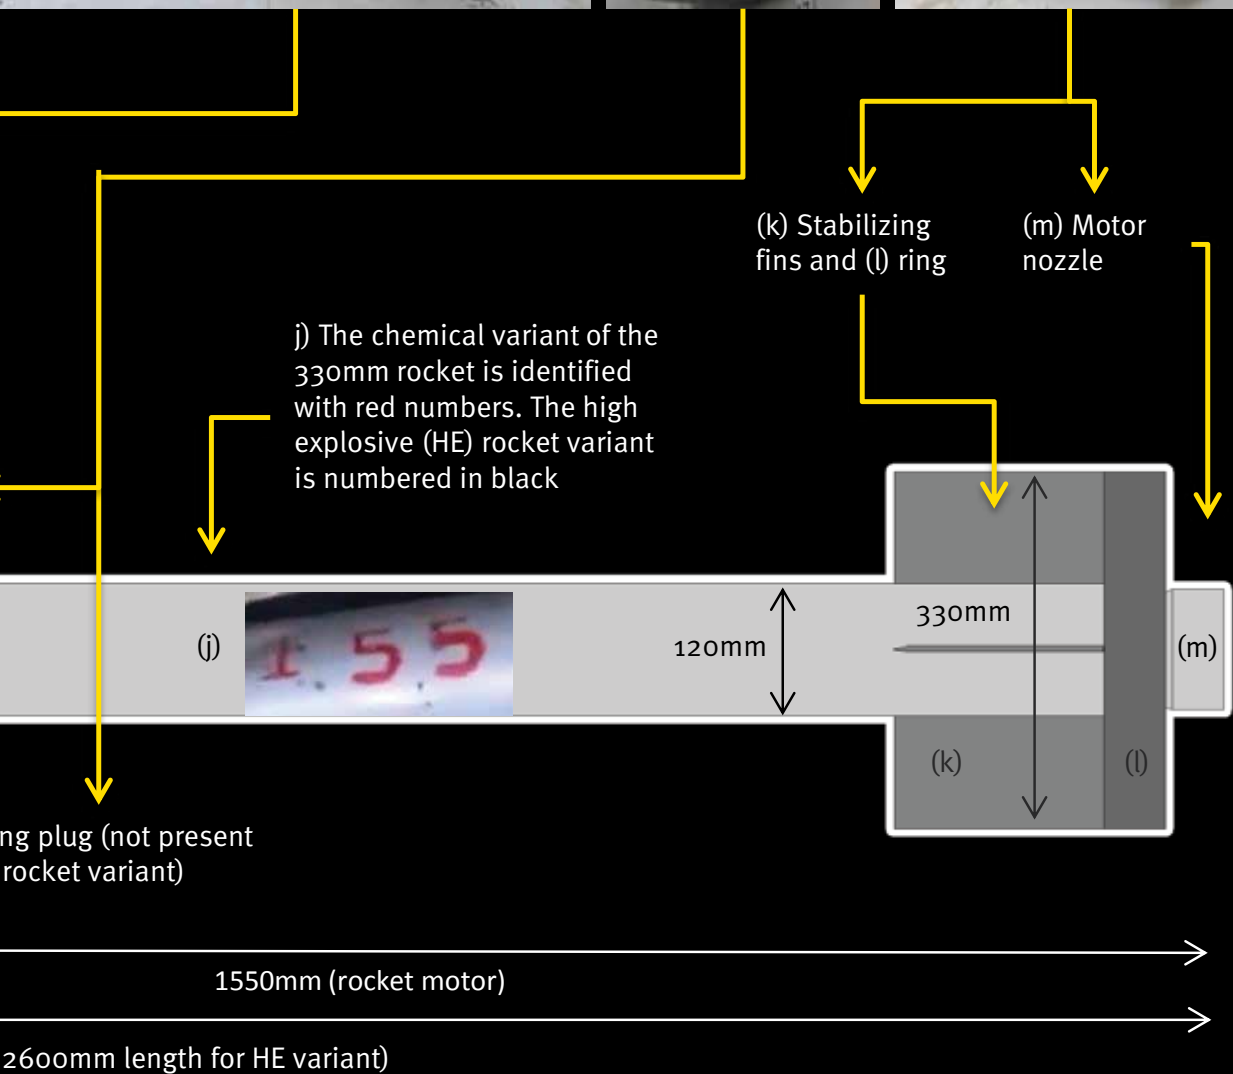 (k) Stabilizing
fins and (l) ring
(m) Motor
nozzle
j) The chemical variant of the
330mm rocket is identified
with red numbers. The high
explosive (HE) rocket variant
is numbered in black
(j)
155
120mm
330mm
(m)
(k)
(l)
ng plug (not present
rocket variant)
1550mm (rocket motor)
2600mm length for HE variant)